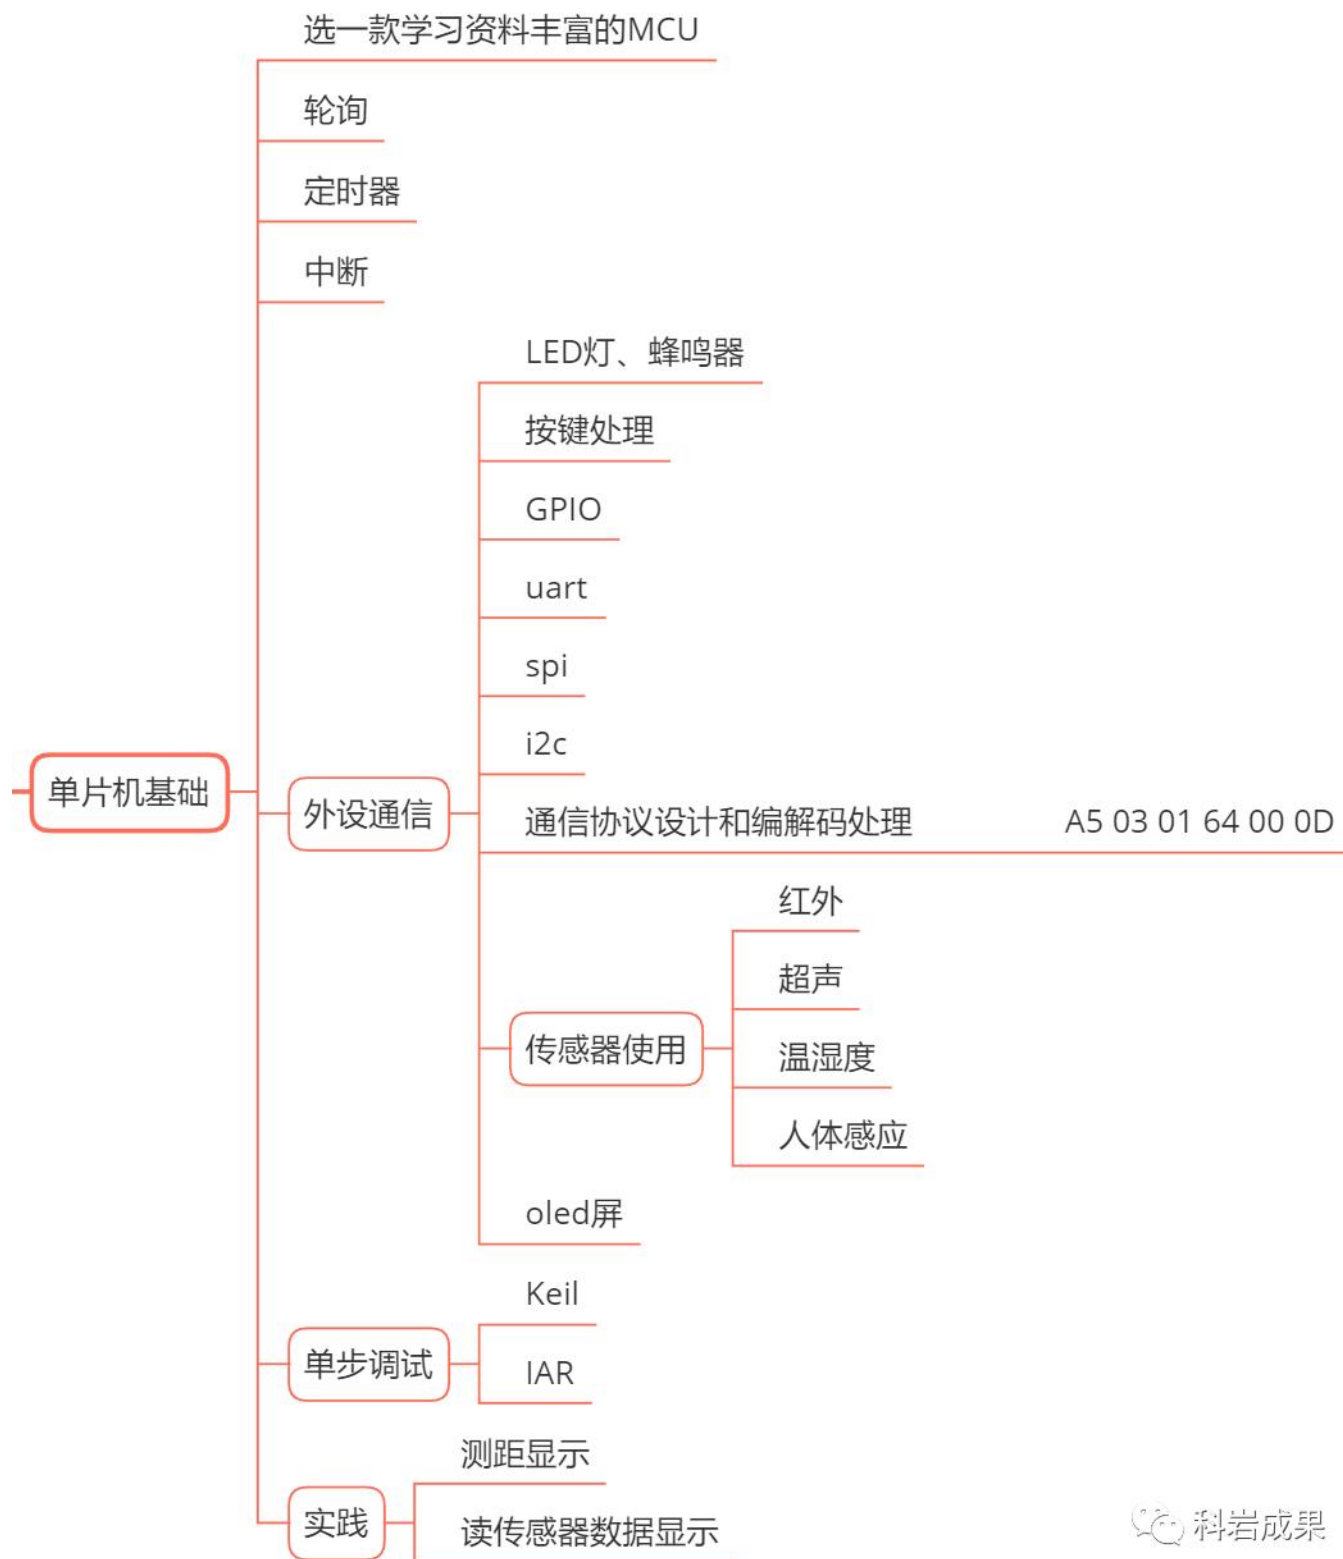 选一款学习资料丰富的MCU
轮询
定时器
中断
LED灯、蜂鸣器
按键处理
GPIO
uart
spi
i2c
单片机基础
外设通信
通信协议设计和编解码处理
A5 03 01 64 00 0D
红外
超声
传感器使用
温湿度
人体感应
oled屏
Keil
单步调试
IAR
测距显示
实践
读传感器数据显示
科岩成果